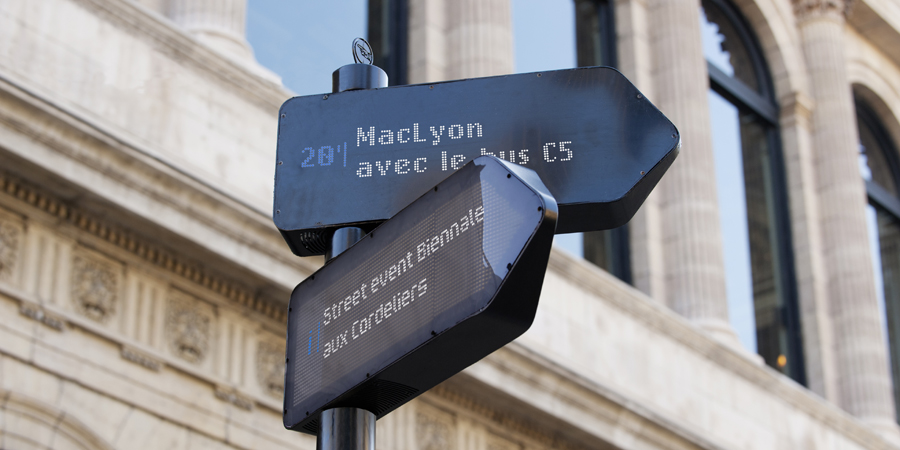 20' MacLyon
avec le bus C5
Street event Biennale
aux Cordeliers